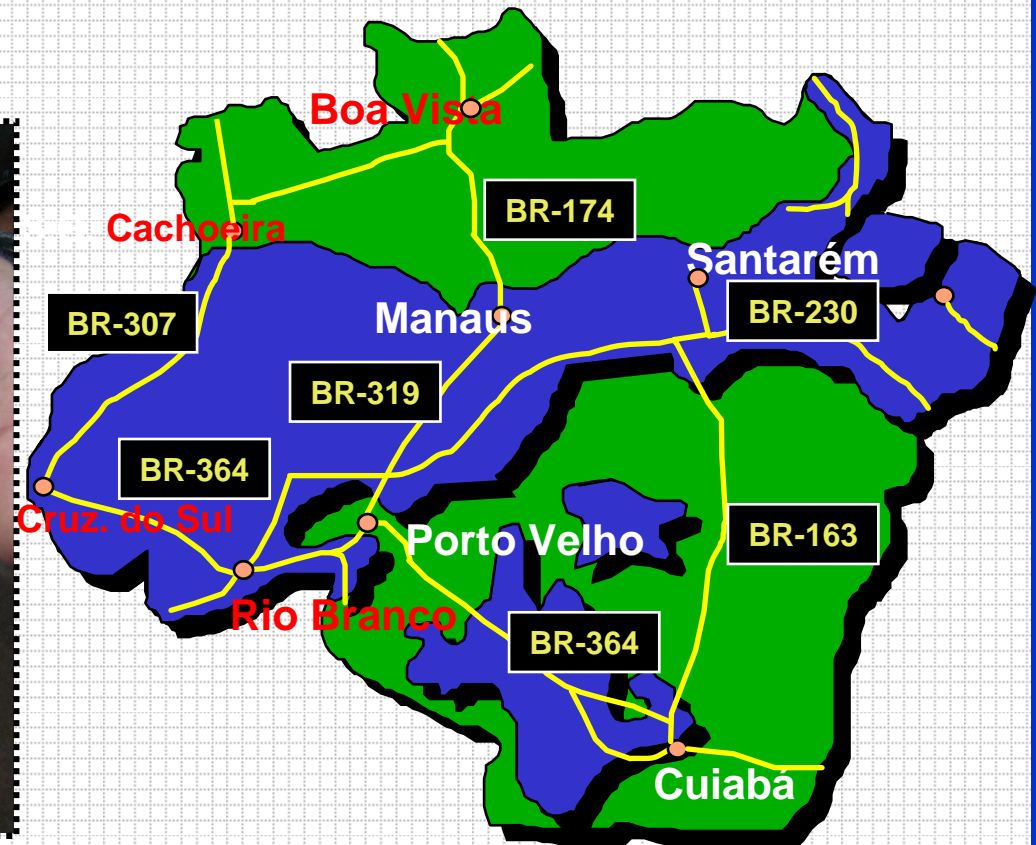 Boa Vista
BR-174
Cachoeira
Santarém
BR-307
Manaus
BR-230
BR-319
BR-364
Cruz. do Sul
Porto Velho
BR-163
Rio Branco
BR-364
Cuiabá